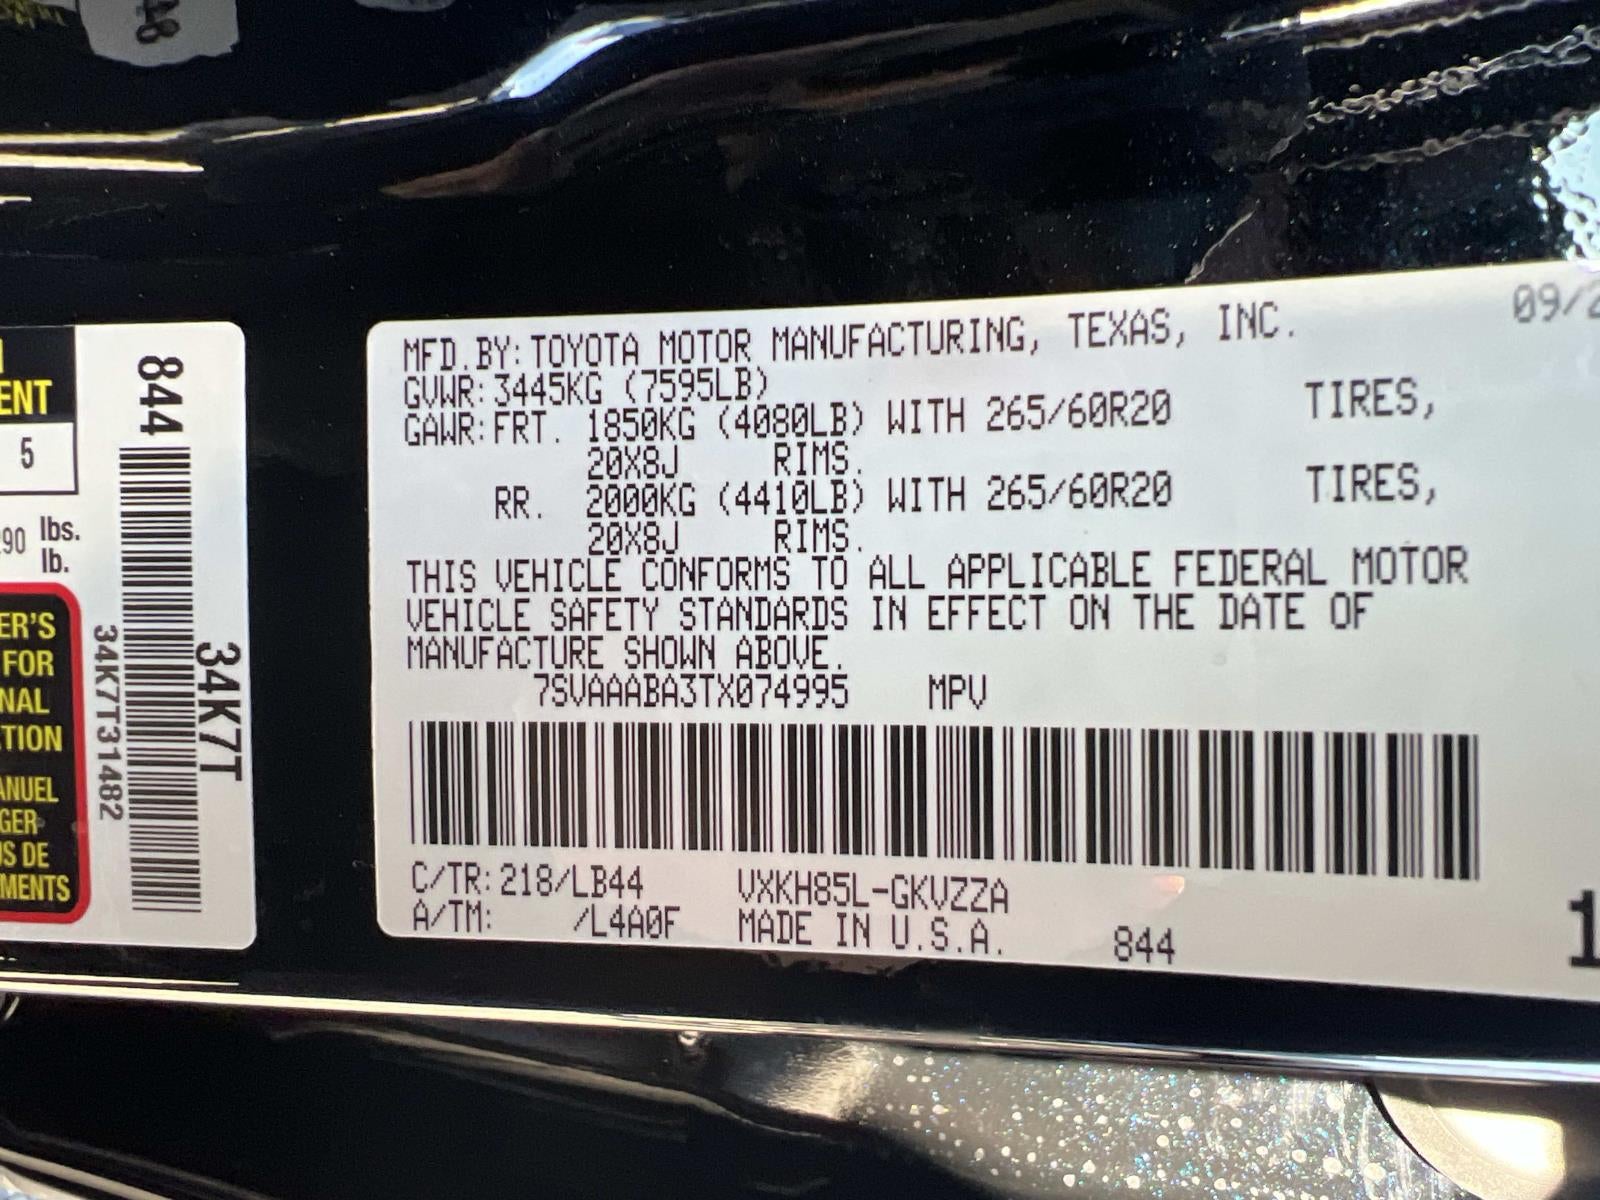 48
ENT
5
290 lbs.
lb.
ER'S
FOR
NAL
TION
ANUEL
GER
US DE
MENTS
844
34K7T31482
34K7T
09/2
MFD.BY:TOYOTA MOTOR MANUFACTURING, TEXAS, INC.
GVWR:3445KG (7595LB)
GAWR:FRT. 1850KG (4080LB) WITH 265/60R20 TIRES,
20X8J RIMS.
RR. 2000KG (4410LB) WITH 265/60R20 TIRES,
20X8J RIMS.
THIS VEHICLE CONFORMS TO ALL APPLICABLE FEDERAL MOTOR
VEHICLE SAFETY STANDARDS IN EFFECT ON THE DATE OF
MANUFACTURE SHOWN ABOVE.
7SVAAABA3TX074995 MPV
C/TR:218/LB44 VXKH85L-GKVZZA
A/TM: /L4A0F MADE IN U.S.A. 844
1